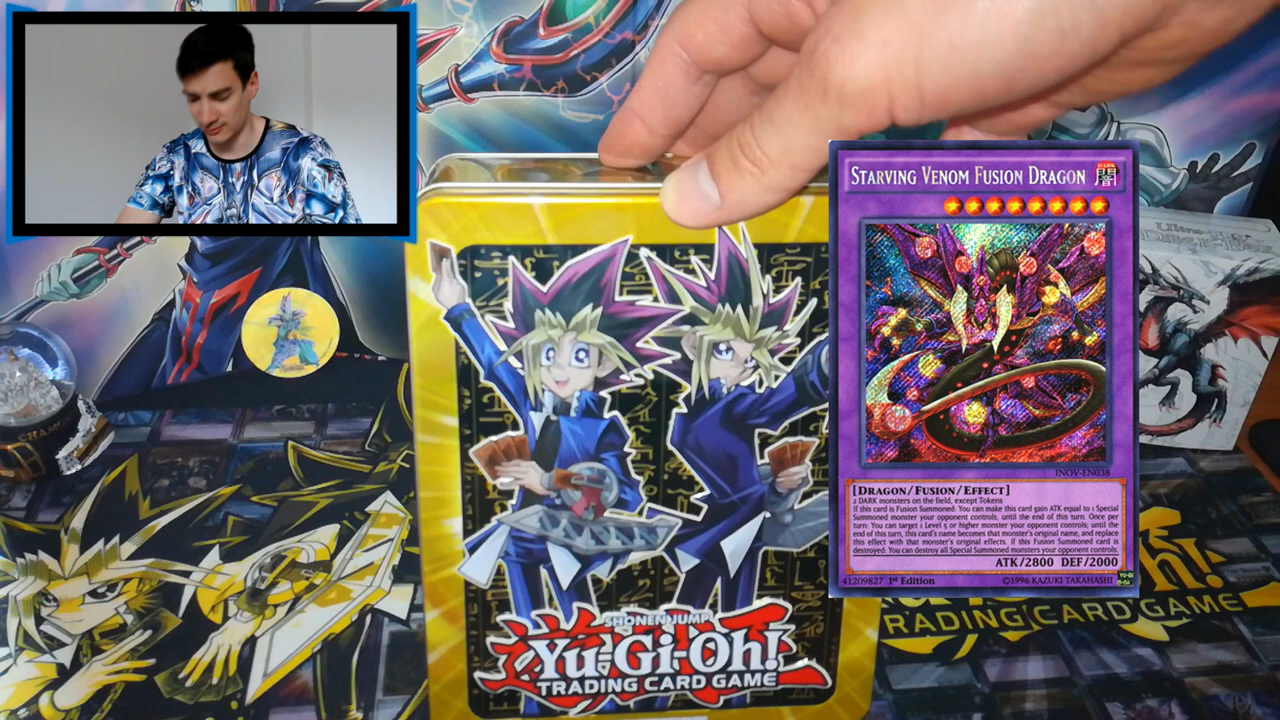 STARVING VENOM FUSION DRAGON
DARK
闇
INOV-EN038
[DRAGON/FUSION/EFFECT]
2 DARK monsters on the field, except Tokens
If this card is Fusion Summoned: You can make this card gain ATK equal to 1 Special
Summoned monster your opponent controls, until the end of this turn. Once per
turn: You can target 1 Level 5 or higher monster your opponent controls; until the
end of this turn, this card's name becomes that monster's original name, and replace
this effect with that monster's original effects. If this Fusion Summoned card is
destroyed: You can destroy all Special Summoned monsters your opponent controls.
ATK/2800 DEF/2000
41209827 1st Edition ©1996 KAZUKI TAKAHASHI
CHAMP
SHONEN JUMP
遊戯王
Yu-Gi-Oh!
TRADING CARD GAME
h!
RADING CARD GAME